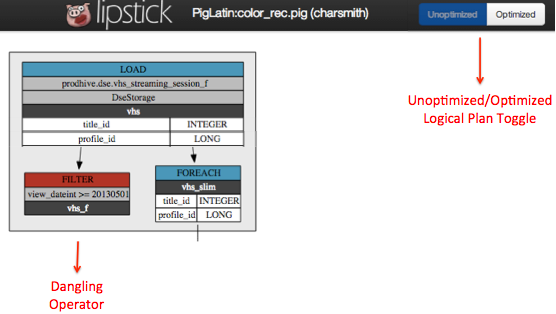 lipstick PigLatin:color_rec.pig (charsmith) Unoptimized Optimized
Unoptimized/Optimized
Logical Plan Toggle
LOAD
prodhive.dse.vhs_streaming_session_f
DseStorage
vhs
title_id INTEGER
profile_id LONG
FILTER
view_dateint >= 20130501
vhs_f
FOREACH
vhs_slim
title_id INTEGER
profile_id LONG
Dangling
Operator